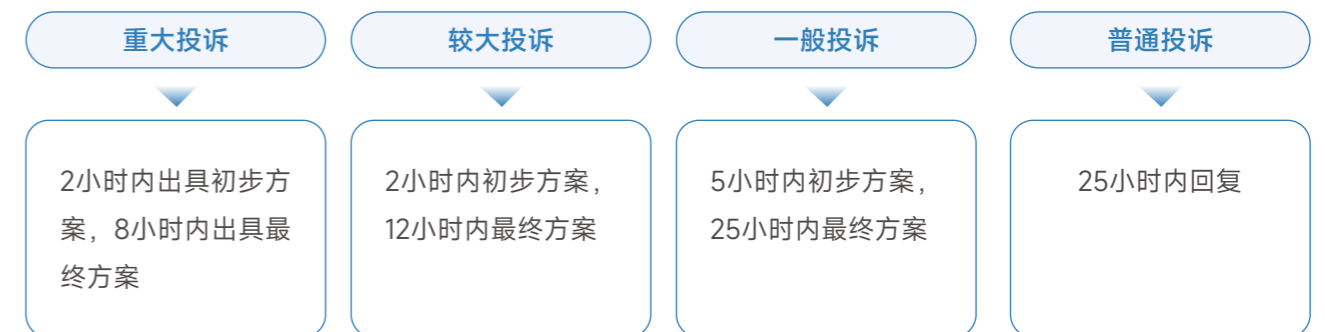 重大投诉
较大投诉
一般投诉
普通投诉
2小时内出具初步方
案，8小时内出具最
终方案
2小时内初步方案，
12小时内最终方案
5小时内初步方案，
25小时内最终方案
25小时内回复